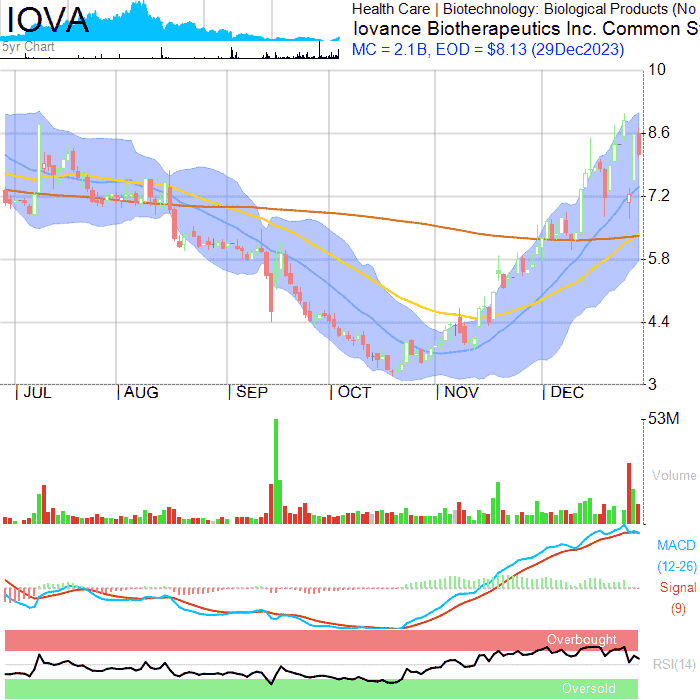 IOVA
5yr Chart
Health Care | Biotechnology: Biological Products (No
Iovance Biotherapeutics Inc. Common S
MC = 2.1B, EOD = $8.13 (29Dec2023)
10
8.6
7.2
5.8
4.4
3
| JUL | AUG | SEP | OCT | NOV | DEC
53M
Volume
MACD
(12-26)
Signal
(9)
Overbought
RSI(14)
Oversold